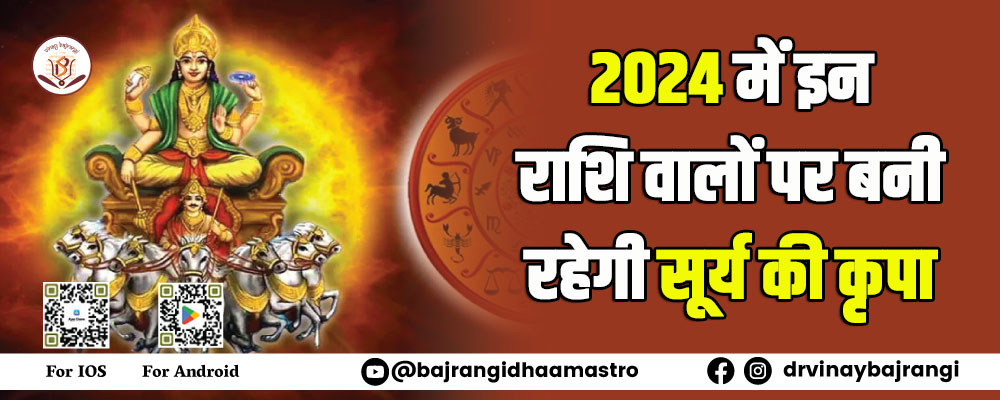 2024 में इन
राशि वालों पर बनी
रहेगी सूर्य की कृपा
For IOS
For Android
@bajrangidhaamastro
drvinaybajrangi